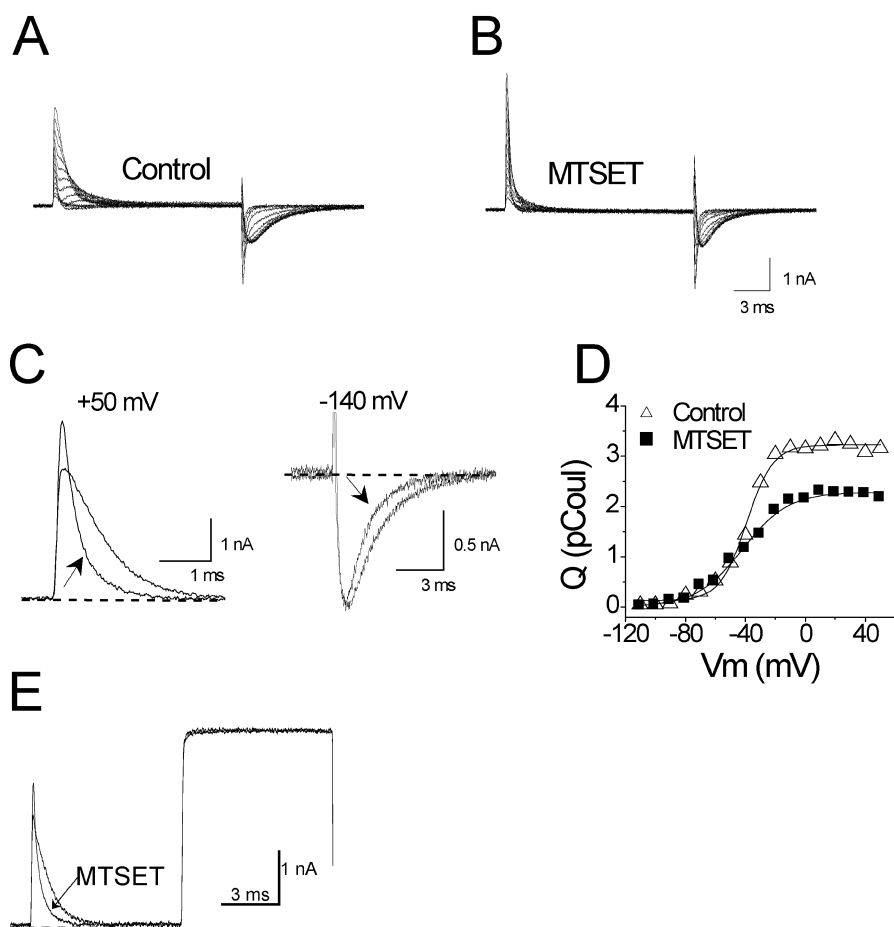 A
B
Control
MTSET
1 nA
3 ms
C
D
+50 mV
-140 mV
1 nA
1 ms
0.5 nA
3 ms
4
3
2
1
0
Q (pCoul)
Control
MTSET
-120 -80 -40 0 40
Vm (mV)
E
MTSET
1 nA
3 ms